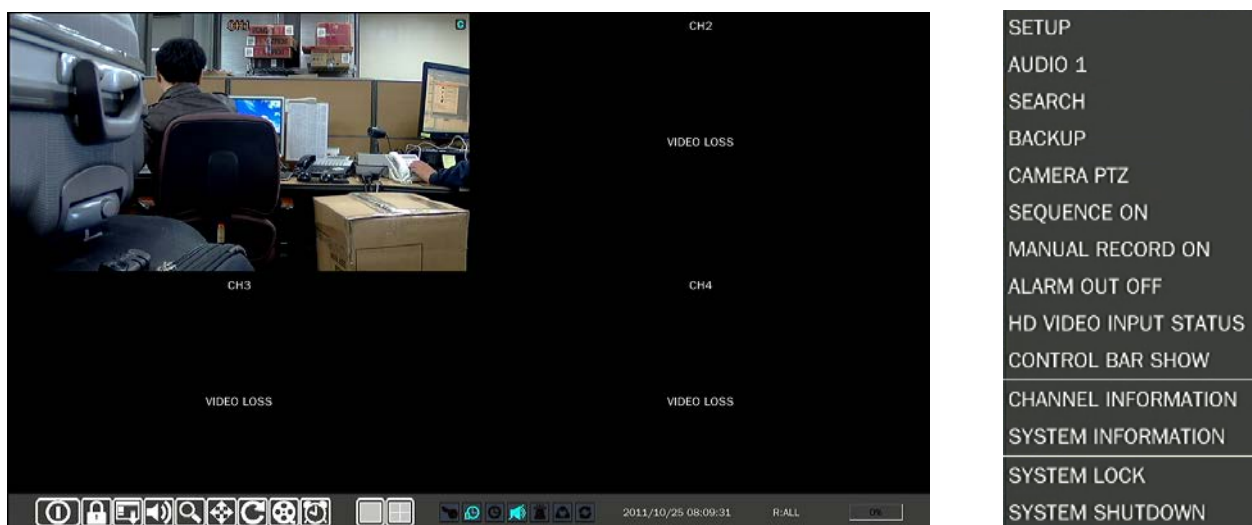 CH1
CH2
VIDEO LOSS
CH3
CH4
VIDEO LOSS
VIDEO LOSS
2011/10/25 08:09:31
R:ALL
0%
SETUP
AUDIO 1
SEARCH
BACKUP
CAMERA PTZ
SEQUENCE ON
MANUAL RECORD ON
ALARM OUT OFF
HD VIDEO INPUT STATUS
CONTROL BAR SHOW
CHANNEL INFORMATION
SYSTEM INFORMATION
SYSTEM LOCK
SYSTEM SHUTDOWN